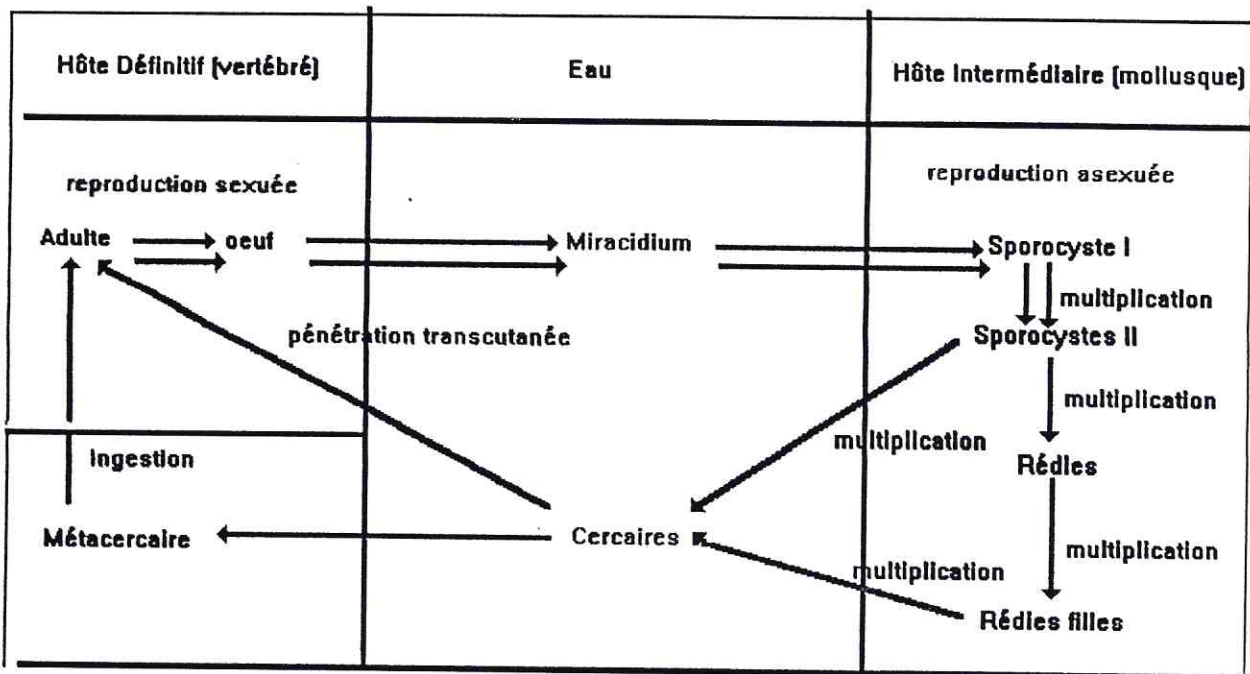 Hôte Définitif (vertébré)
Eau
Hôte Intermédiaire (mollusque)
reproduction sexuée
reproduction asexuée
Adulte
oeuf
Miracidium
Sporocyste I
multiplication
pénétration transcutanée
Sporocystes II
multiplication
multiplication
Ingestion
Rédies
Métacercaire
Cercaires
multiplication
multiplication
Rédies filles